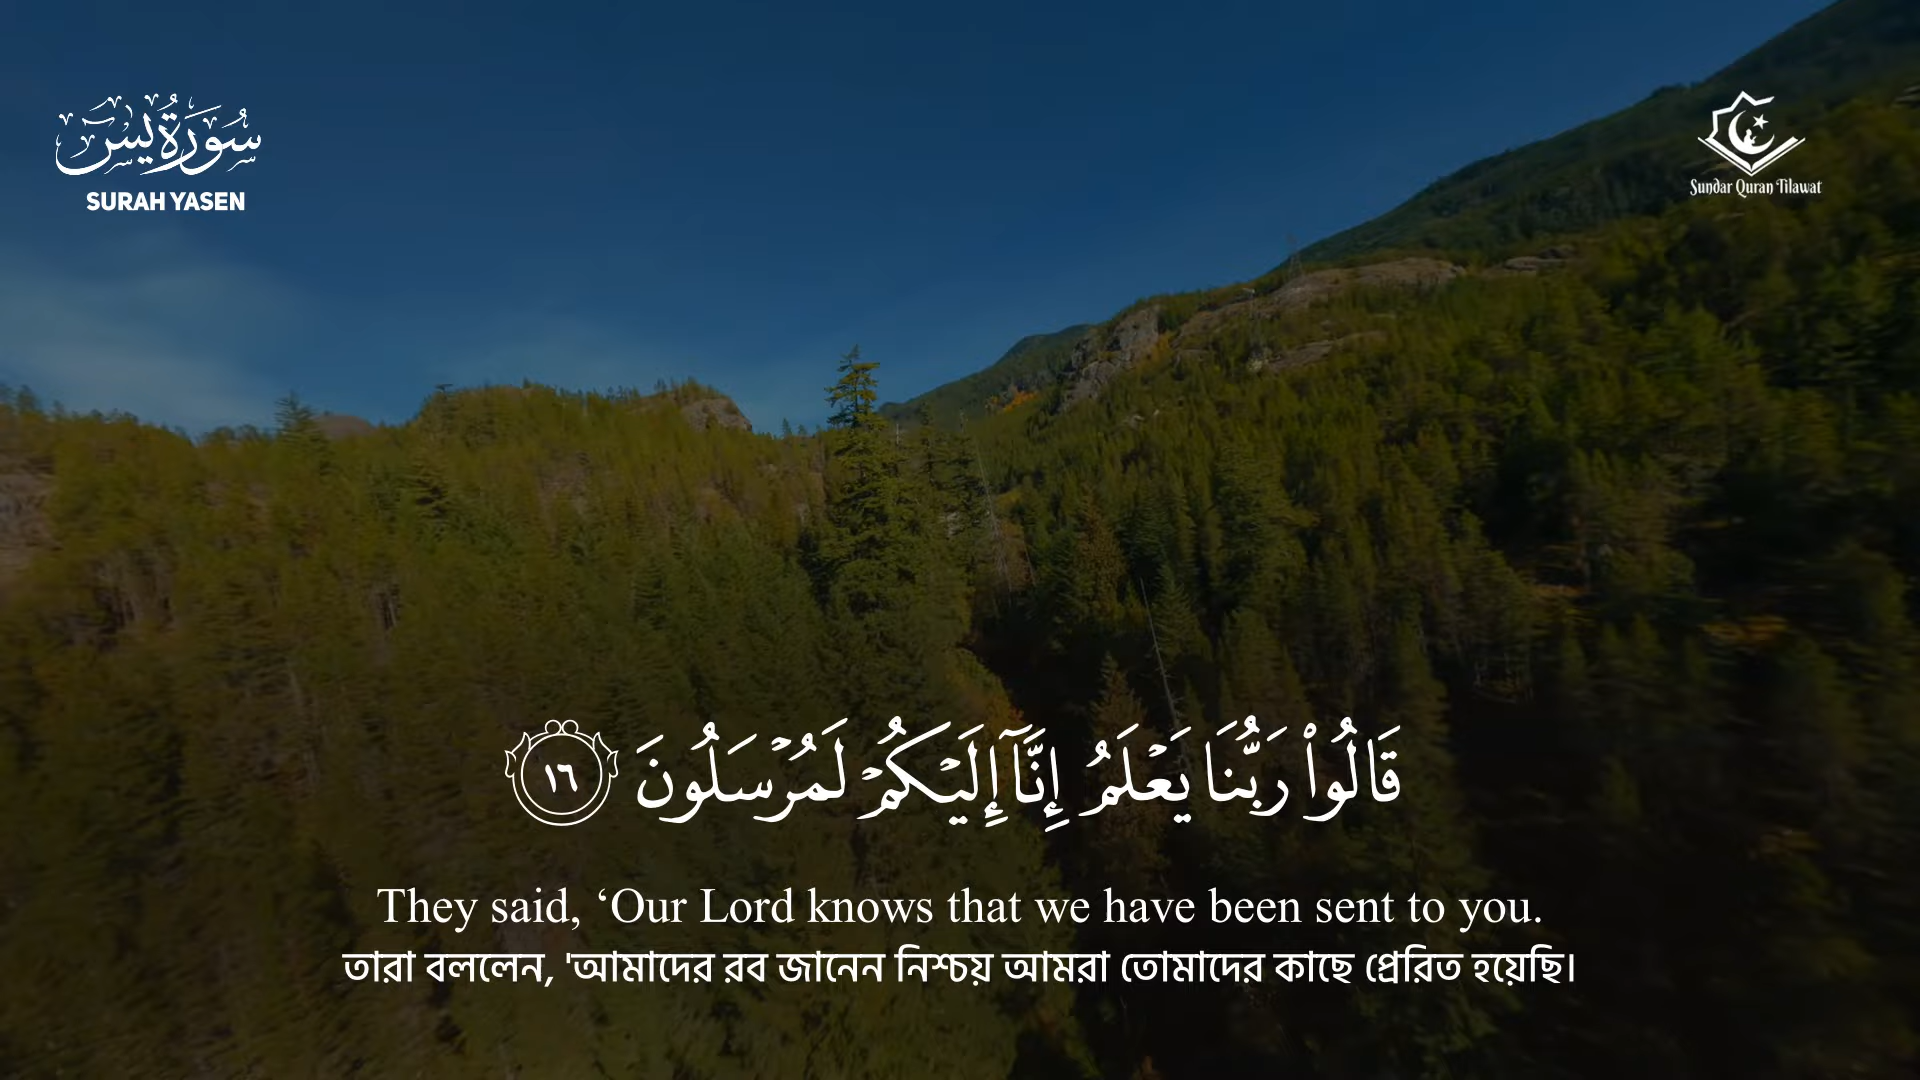 سُورَةُ يس
SURAH YASEN
Sundar Quran Tilawat
قَالُوا۟ رَبُّنَا يَعْلَمُ إِنَّآ إِلَيْكُمْ لَمُرْسَلُونَ ١٦
They said, ‘Our Lord knows that we have been sent to you.
তারা বললেন, 'আমাদের রব জানেন নিশ্চয় আমরা তোমাদের কাছে প্রেরিত হয়েছি।